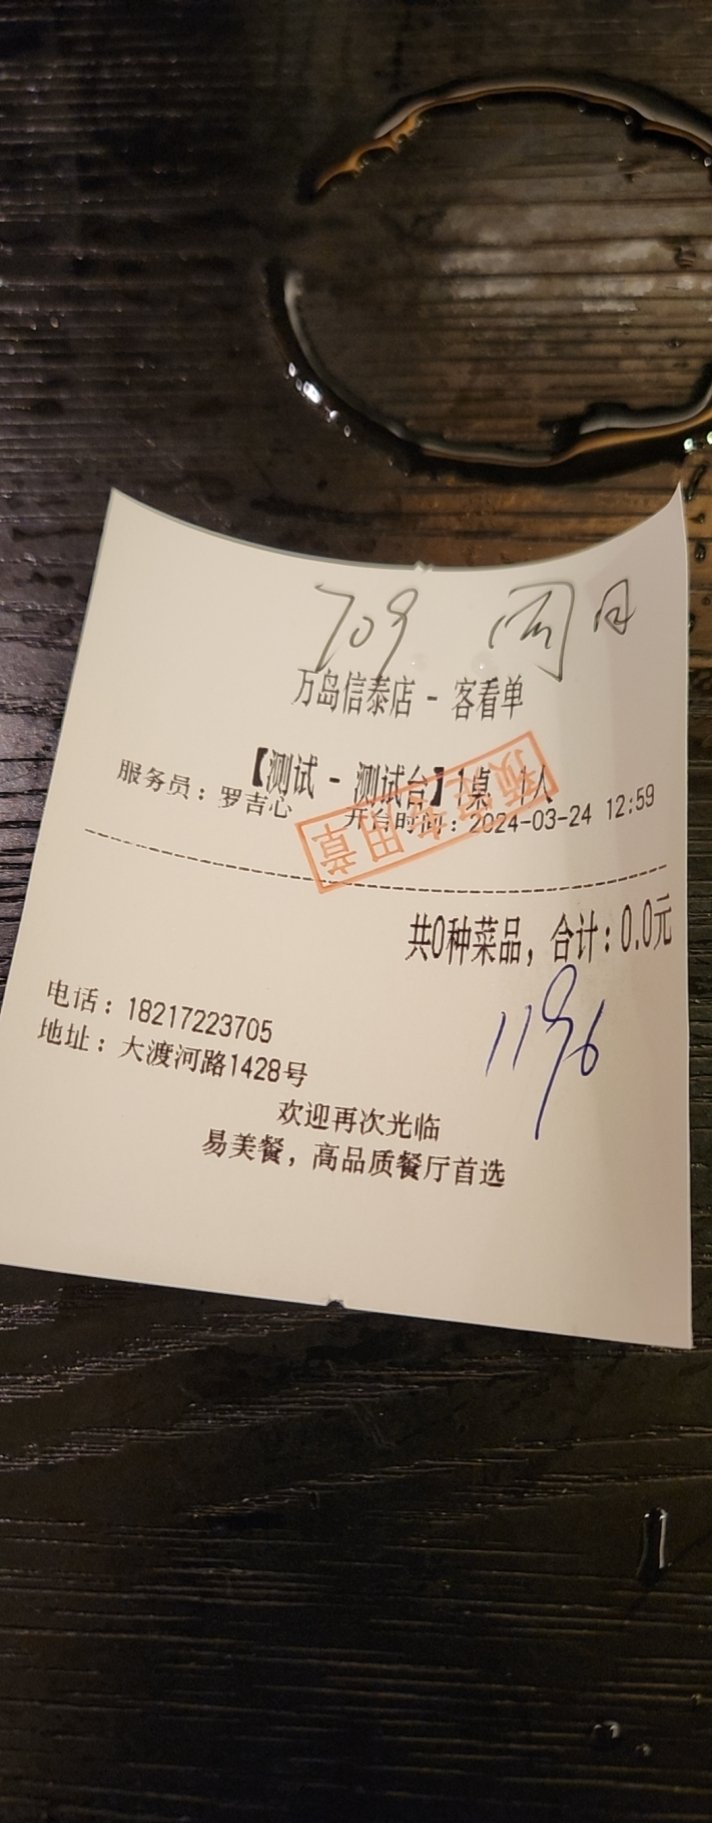 709
万岛信泰店 - 客看单
【测试 - 测试台】1桌 1人
服务员：罗吉心
开台时间：2024-03-24 12:59
共0种菜品，合计：0.0元
1196
电话：18217223705
地址：大渡河路1428号
欢迎再次光临
易美餐，高品质餐厅首选